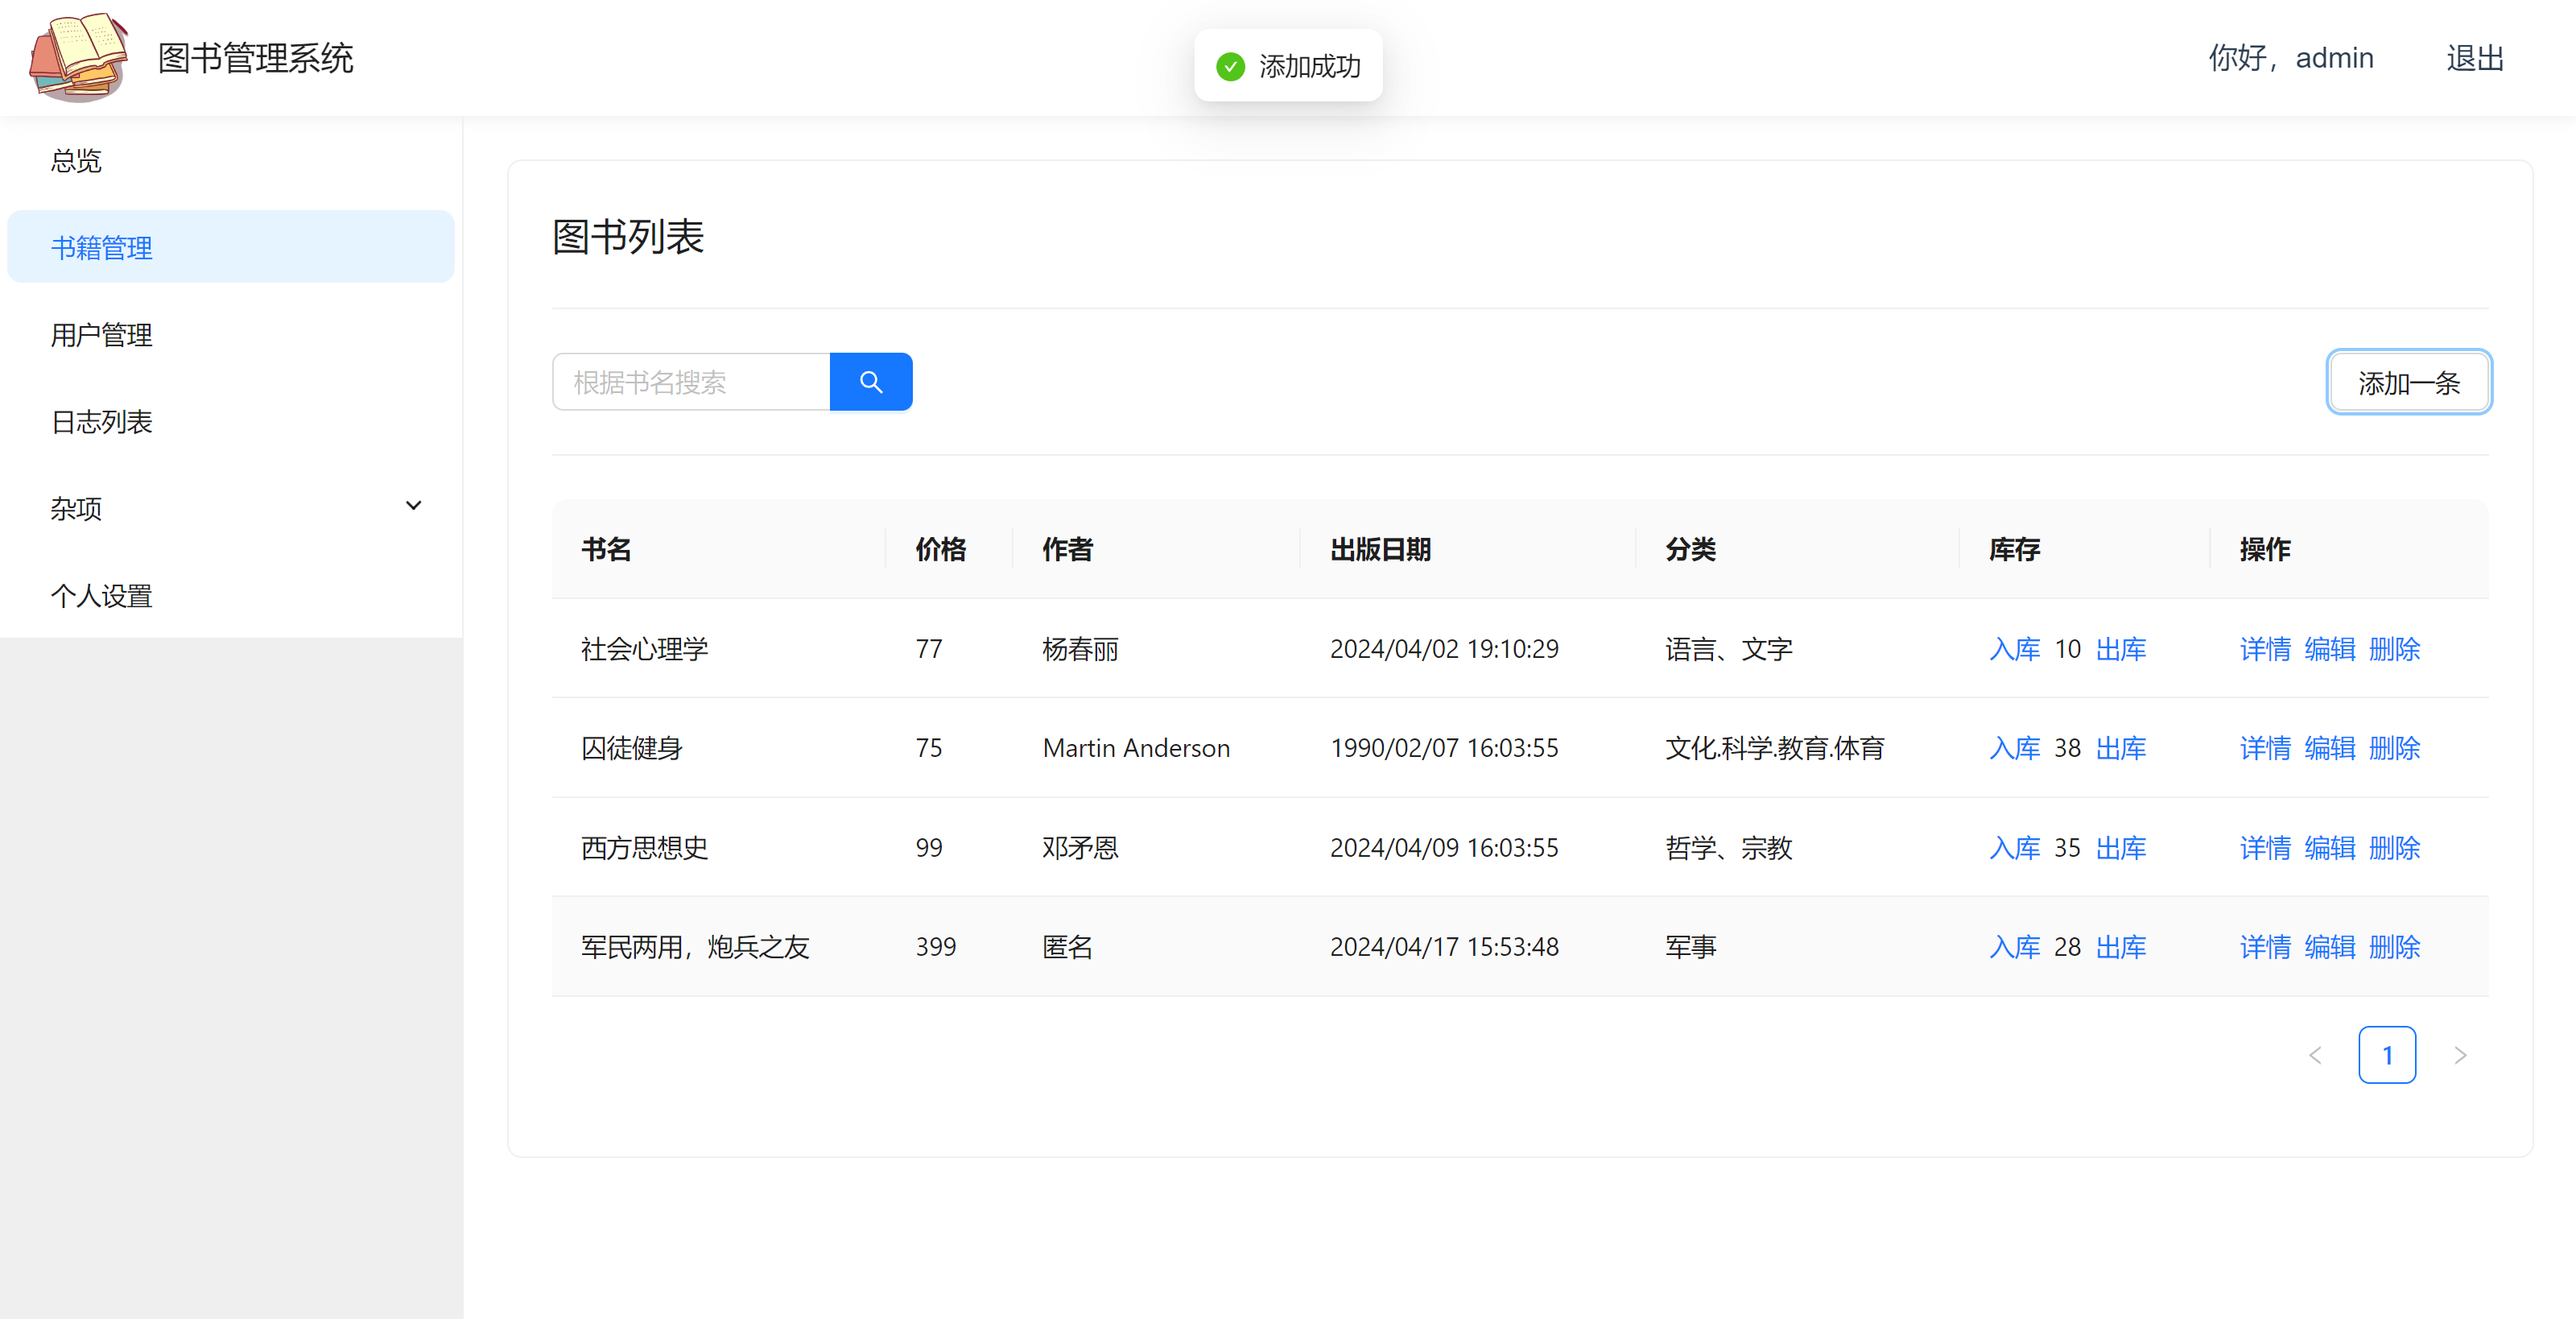 图书管理系统
添加成功
你好，admin
退出
总览
书籍管理
用户管理
日志列表
杂项
个人设置
图书列表
根据书名搜索
添加一条
书名 价格 作者 出版日期 分类 库存 操作
社会心理学 77 杨春丽 2024/04/02 19:10:29 语言、文字 入库 10 出库 详情 编辑 删除
囚徒健身 75 Martin Anderson 1990/02/07 16:03:55 文化.科学.教育.体育 入库 38 出库 详情 编辑 删除
西方思想史 99 邓矛恩 2024/04/09 16:03:55 哲学、宗教 入库 35 出库 详情 编辑 删除
军民两用，炮兵之友 399 匿名 2024/04/17 15:53:48 军事 入库 28 出库 详情 编辑 删除
1